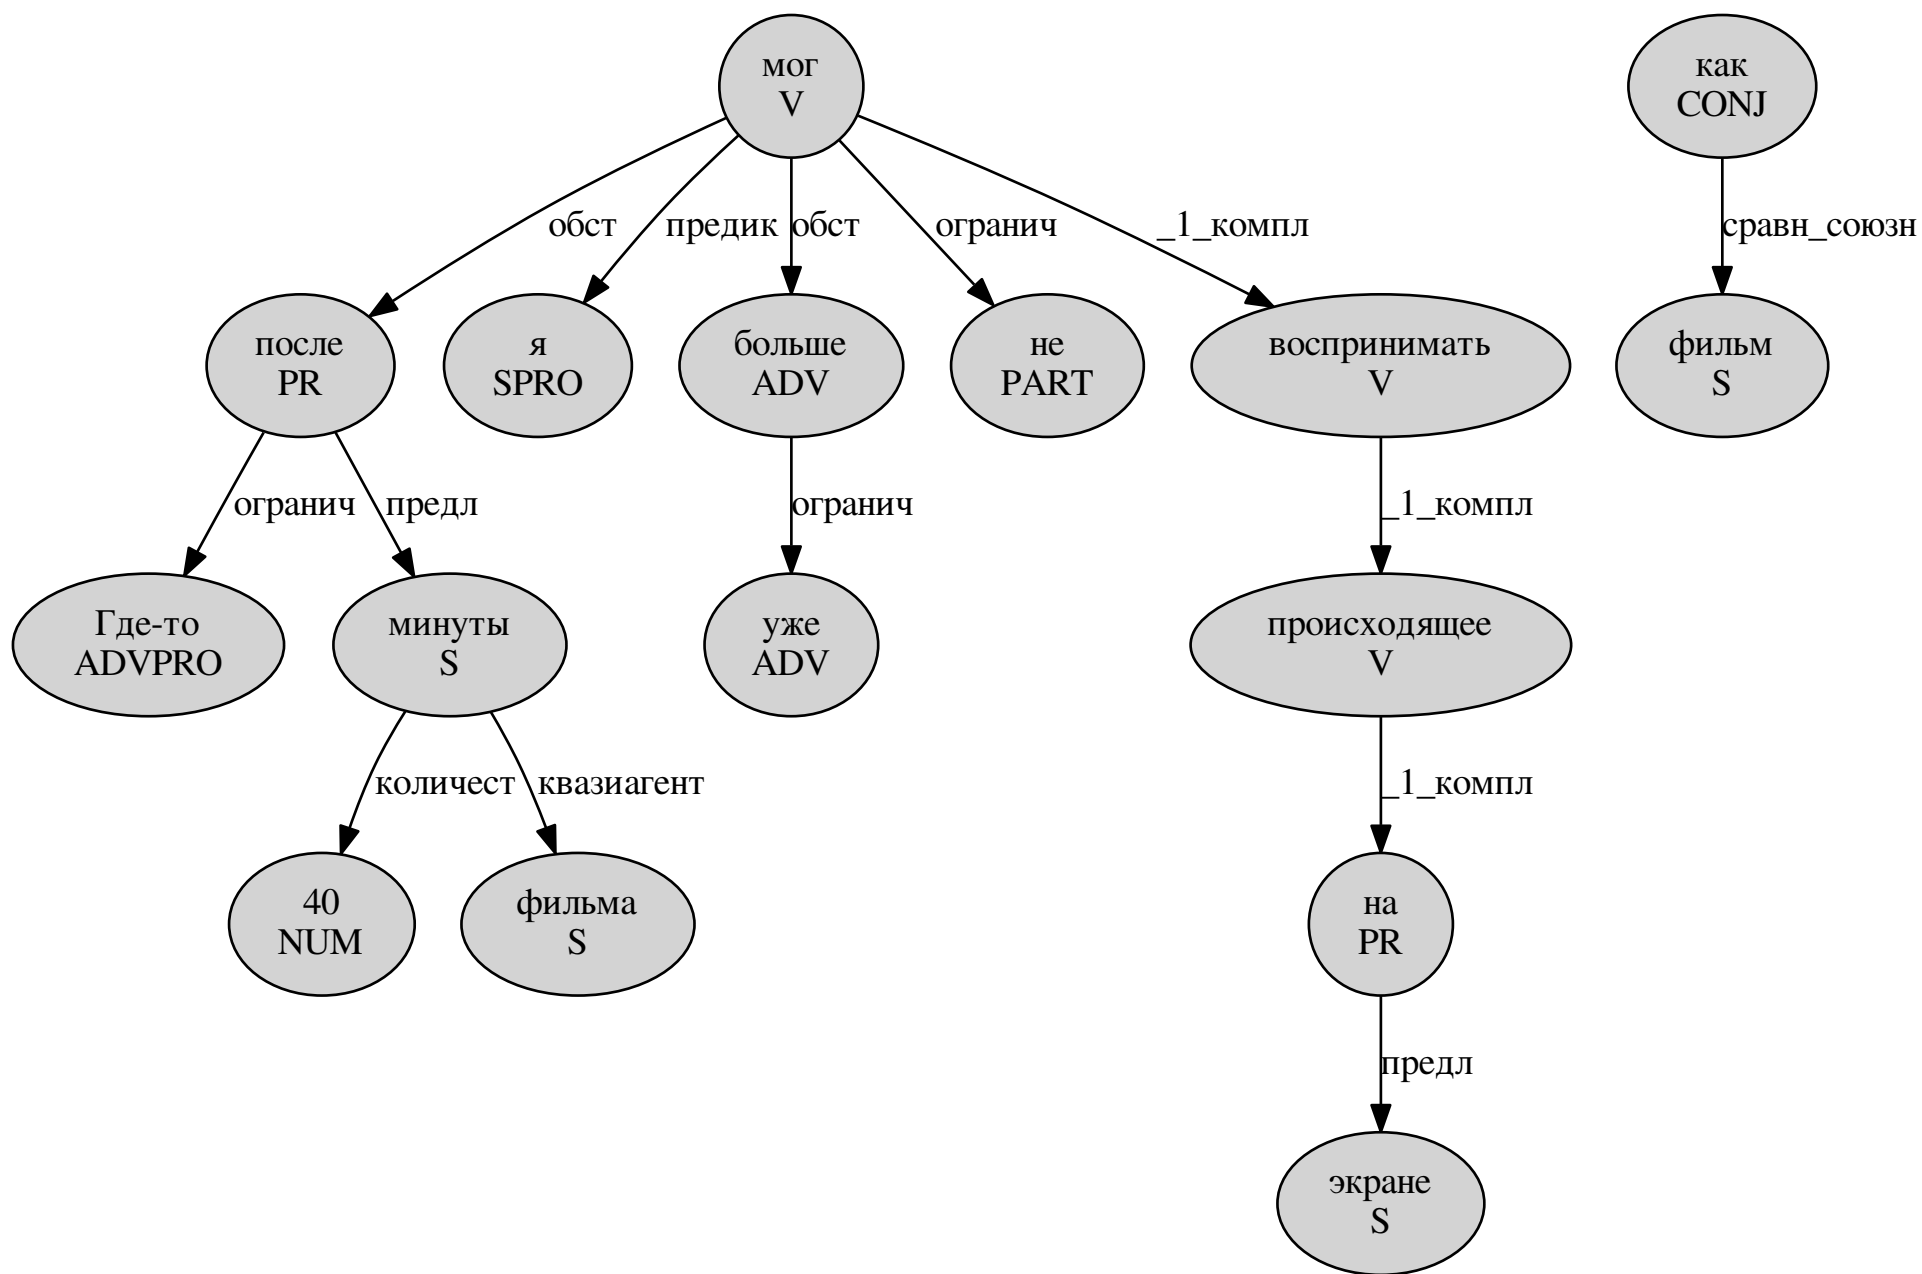 мог
V
как
CONJ
обст
предик
обст
огранич
_1_компл
сравн_союзн
после
PR
я
SPRO
больше
ADV
не
PART
воспринимать
V
фильм
S
огранич
предл
огранич
_1_компл
Где-то
ADVPRO
минуты
S
уже
ADV
происходящее
V
количест
квазиагент
_1_компл
40
NUM
фильма
S
на
PR
предл
экране
S